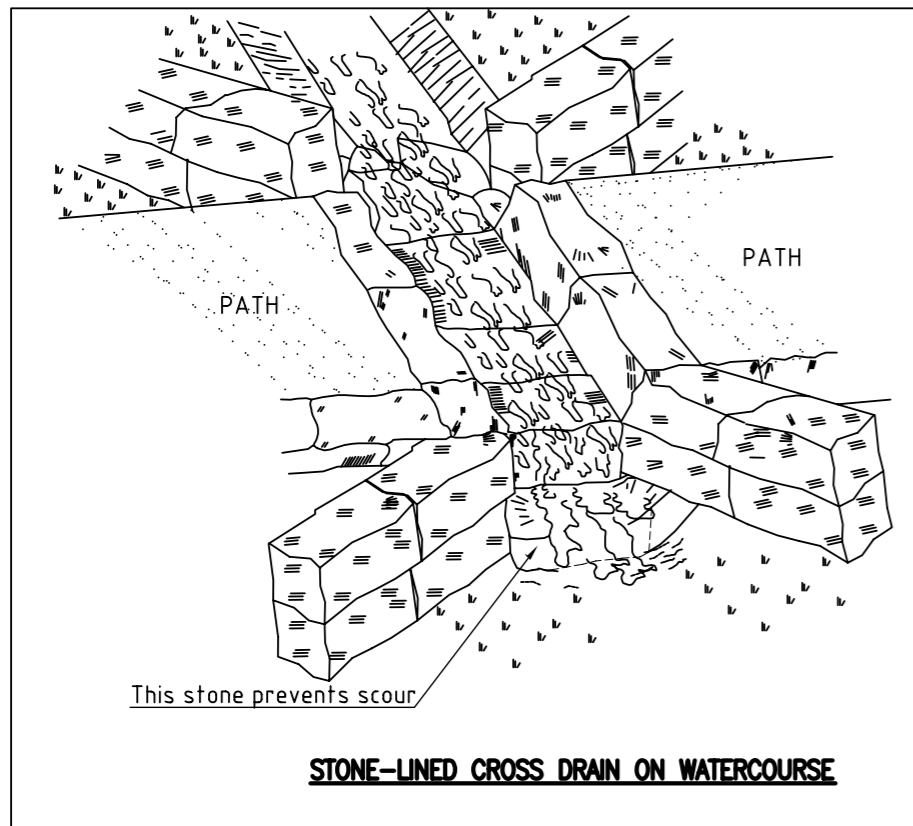 PATH
PATH
This stone prevents scour
STONE-LINED CROSS DRAIN ON WATERCOURSE